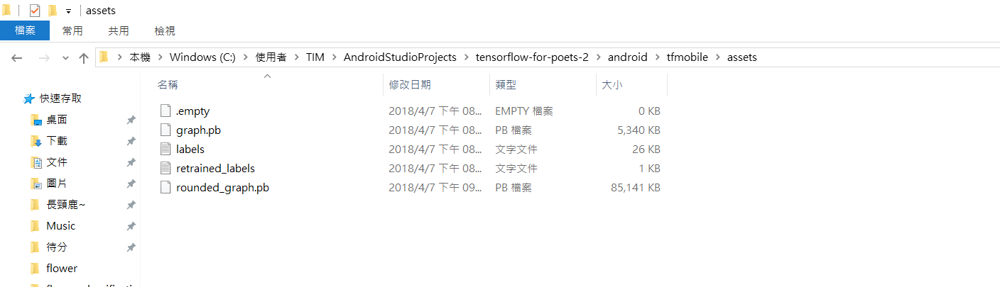 assets
檔案 常用 共用 檢視
本機 Windows (C:) 使用者 TIM AndroidStudioProjects tensorflow-for-poets-2 android tfmobile assets
名稱 修改日期 類型 大小
快速存取
桌面
下載
文件
圖片
長頸鹿~
Music
待分
flower
.empty 2018/4/7 下午 08... EMPTY 檔案 0 KB
graph.pb 2018/4/7 下午 08... PB 檔案 5,340 KB
labels 2018/4/7 下午 08... 文字文件 26 KB
retrained_labels 2018/4/7 下午 08... 文字文件 1 KB
rounded_graph.pb 2018/4/7 下午 09... PB 檔案 85,141 KB